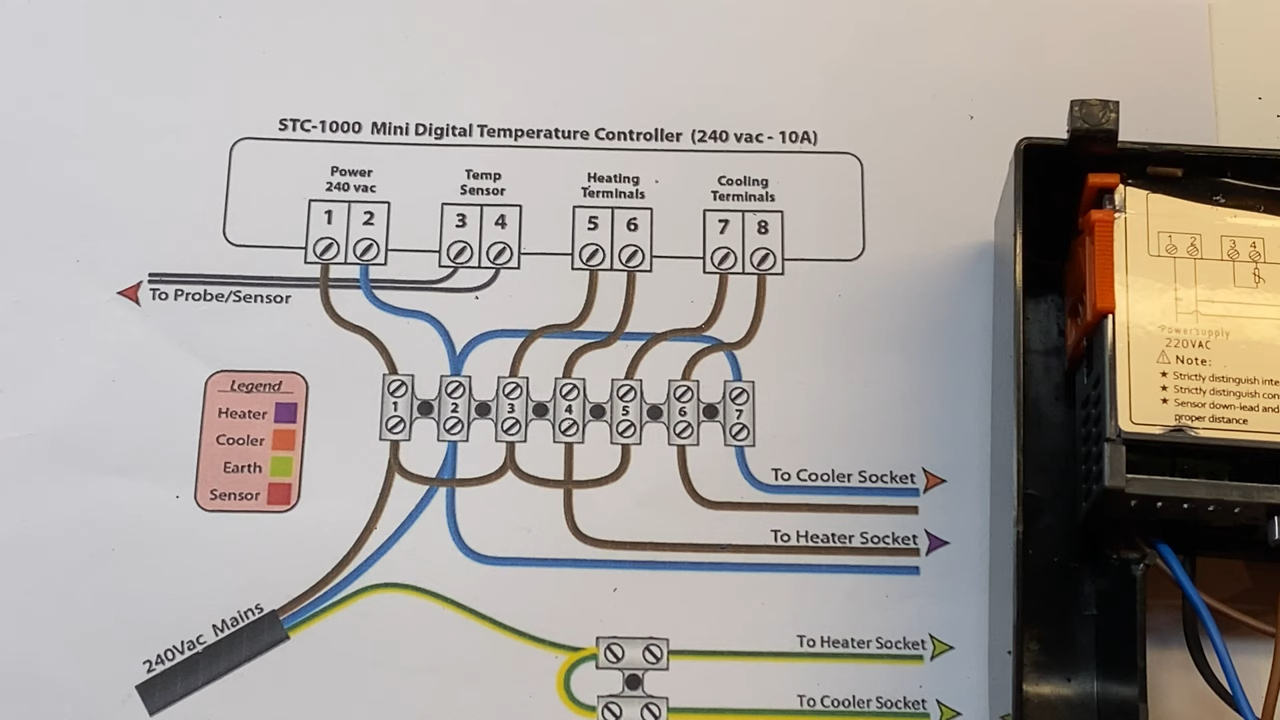 STC-1000 Mini Digital Temperature Controller (240 vac - 10A)
Power
240 vac
Temp
Sensor
Heating
Terminals
Cooling
Terminals
1 2
3 4
5 6
7 8
To Probe/Sensor
Legend
Heater
Cooler
Earth
Sensor
1 2 3 4 5 6 7
To Cooler Socket
To Heater Socket
240Vac Mains
To Heater Socket
To Cooler Socket
1 2
3 4
Powersupply
220VAC
⚠ Note:
★ Strictly distinguish
★ Strictly distinguish
★ Sensor down-lead and
proper distance